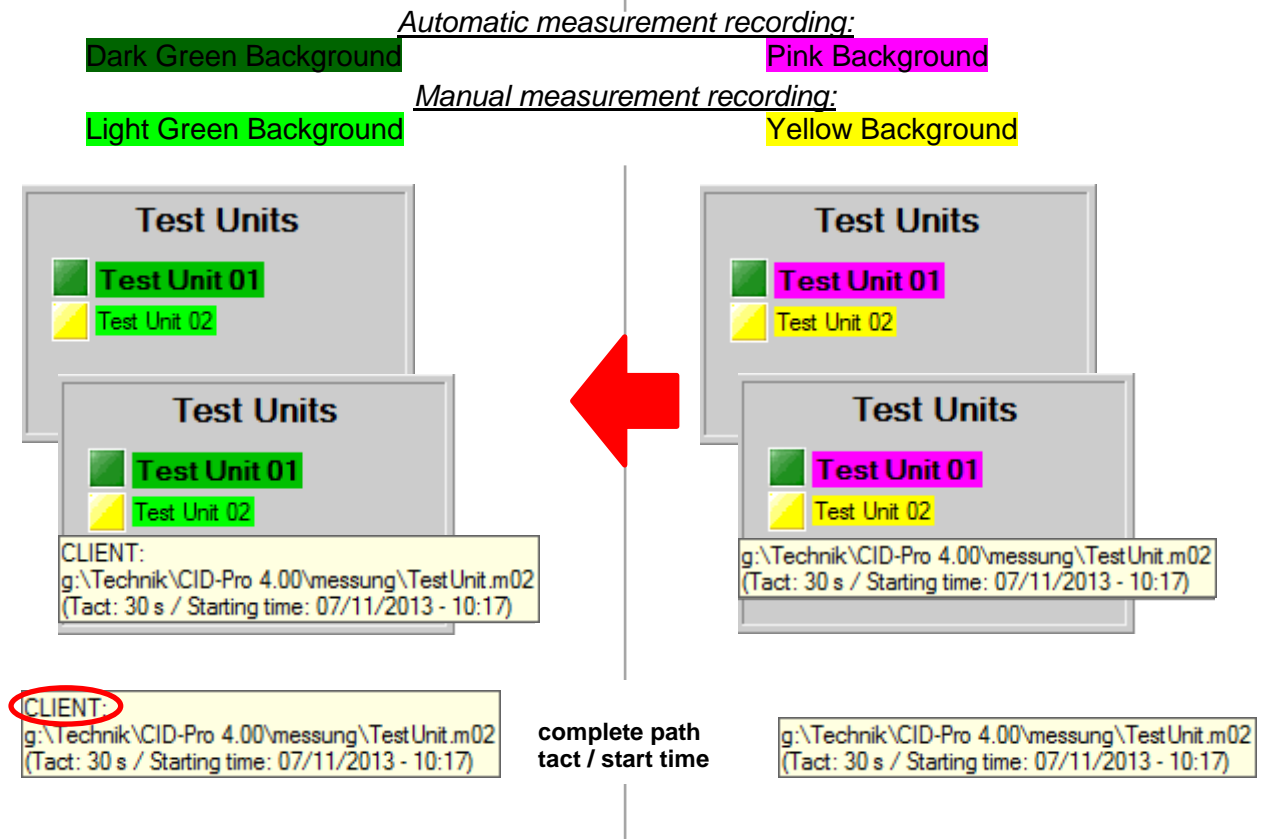 Automatic measurement recording:
Dark Green Background
Pink Background
Manual measurement recording:
Light Green Background
Yellow Background
Test Units
Test Unit 01
Test Unit 02
Test Units
Test Unit 01
Test Unit 02
CLIENT:
g:\Technik\CID-Pro 4.00\messung\TestUnit.m02
(Tact: 30 s / Starting time: 07/11/2013 - 10:17)
Test Units
Test Unit 01
Test Unit 02
Test Units
Test Unit 01
Test Unit 02
g:\Technik\CID-Pro 4.00\messung\TestUnit.m02
(Tact: 30 s / Starting time: 07/11/2013 - 10:17)
CLIENT:
g:\Technik\CID-Pro 4.00\messung\TestUnit.m02
(Tact: 30 s / Starting time: 07/11/2013 - 10:17)
complete path
tact / start time
g:\Technik\CID-Pro 4.00\messung\TestUnit.m02
(Tact: 30 s / Starting time: 07/11/2013 - 10:17)